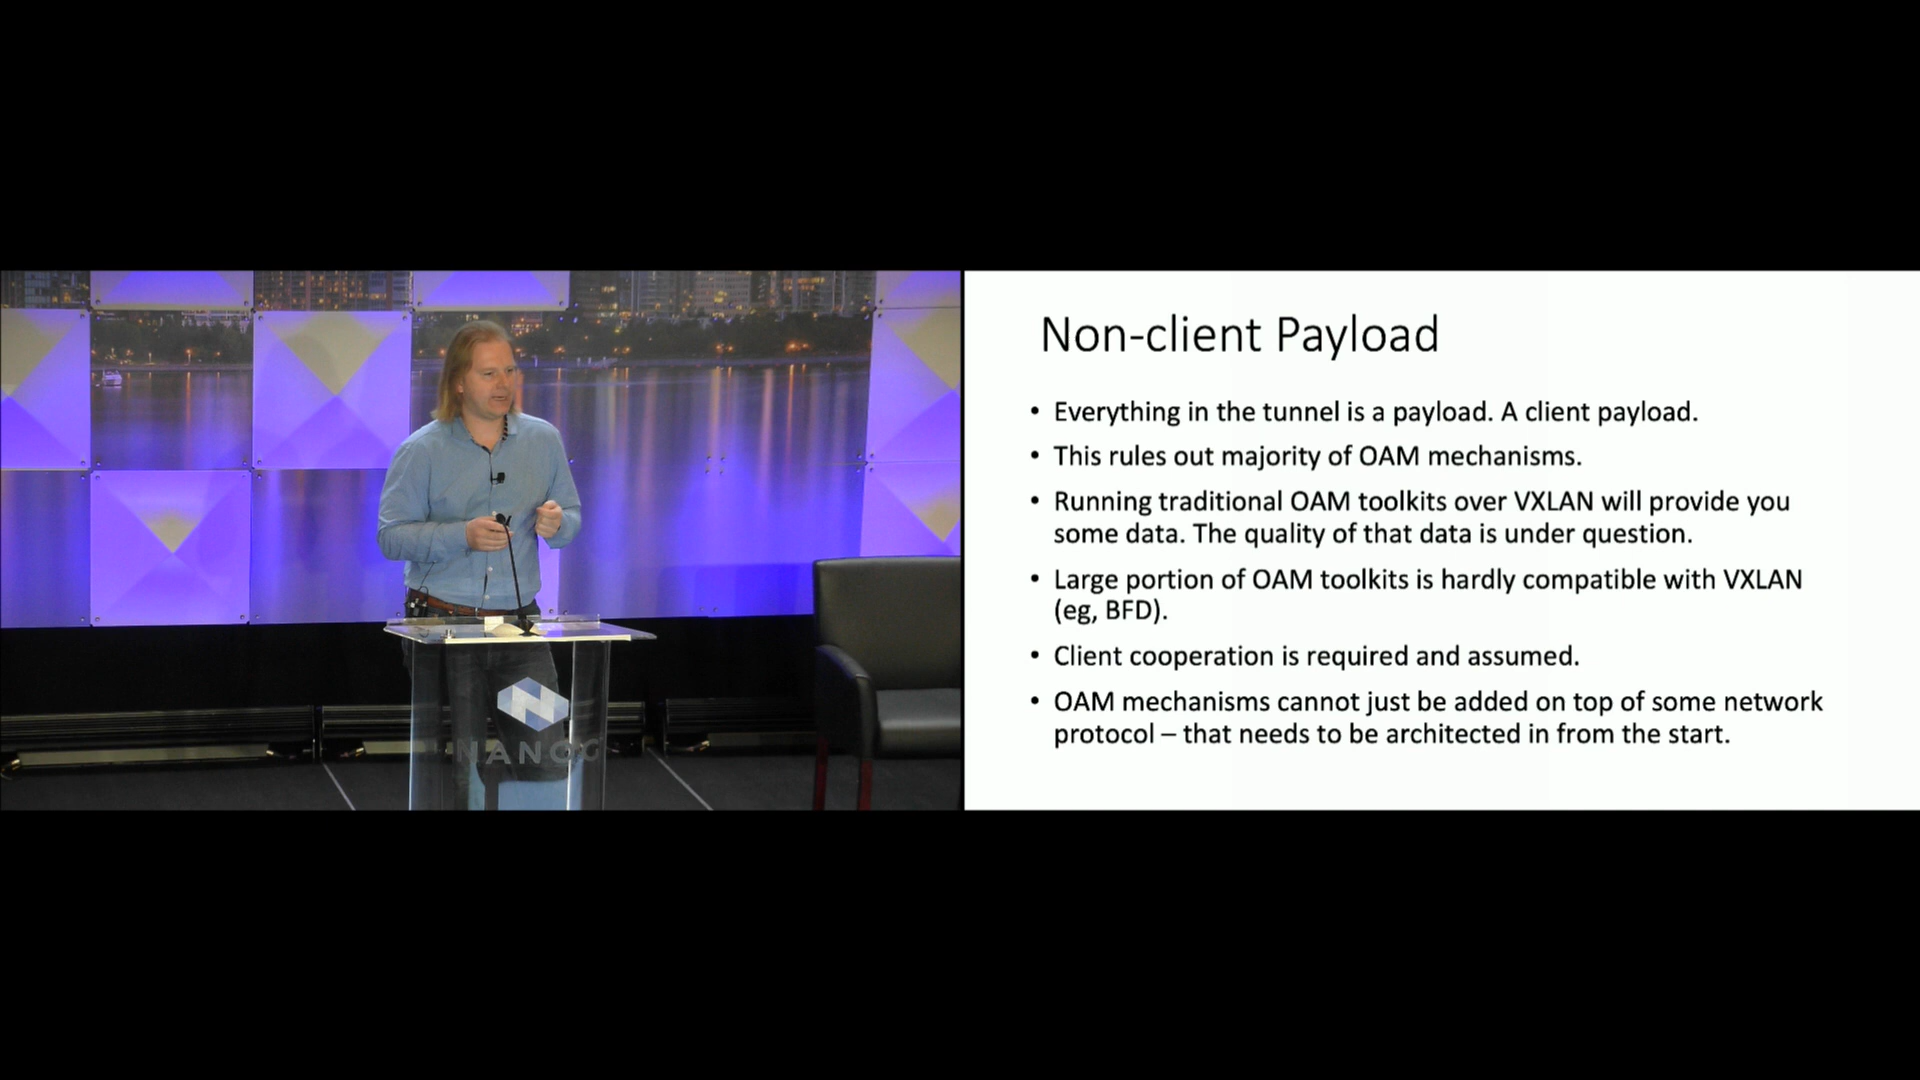 NANOG
Non-client Payload
• Everything in the tunnel is a payload. A client payload.
• This rules out majority of OAM mechanisms.
• Running traditional OAM toolkits over VXLAN will provide you
some data. The quality of that data is under question.
• Large portion of OAM toolkits is hardly compatible with VXLAN
(eg, BFD).
• Client cooperation is required and assumed.
• OAM mechanisms cannot just be added on top of some network
protocol – that needs to be architected in from the start.